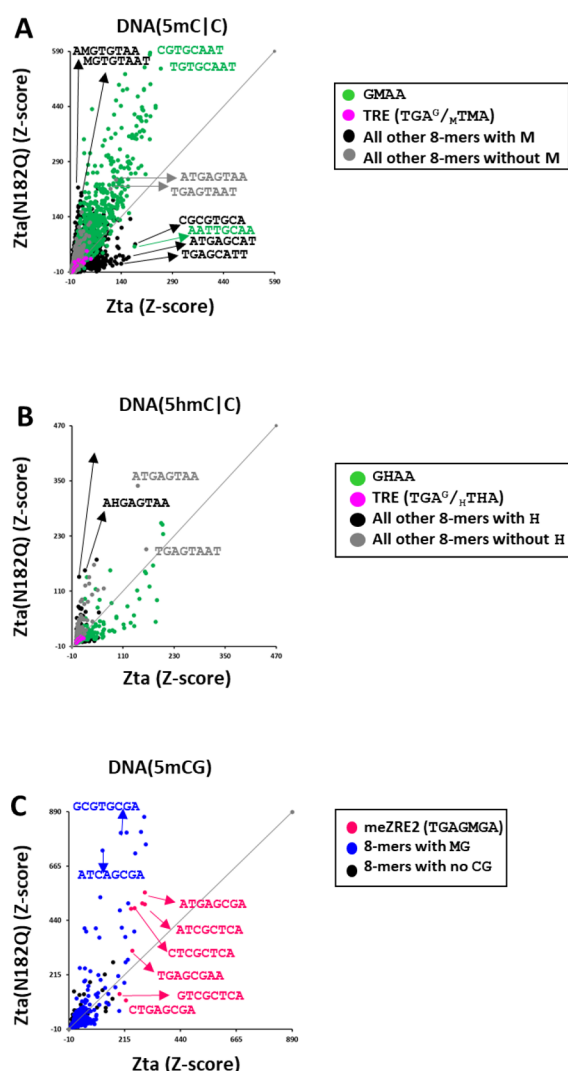 A
DNA(5mC|C)
AMGTGTAA
MGTGTAAT
CGTGCAAT
TGTGCAAT
ATGAGTAA
TGAGTAAT
CGCGTGCA
AATTGCAA
ATGAGCAT
TGAGCATT
590
440
290
140
-10
-10 140 290 440 590
Zta(N182Q) (Z-score)
Zta (Z-score)
GMAA
TRE (TGAG/MTMA)
All other 8-mers with M
All other 8-mers without M
B
DNA(5hmC|C)
ATGAGTAA
AHGAGTAA
TGAGTAAT
470
350
230
110
-10
-10 110 230 350 470
Zta(N182Q) (Z-score)
Zta (Z-score)
GHAA
TRE (TGAG/HTHA)
All other 8-mers with H
All other 8-mers without H
DNA(5mCG)
C
GCGTGCGA
ATCAGCGA
ATGAGCGA
ATCGCTCA
CTCGCTCA
TGAGCGAA
GTCGCTCA
CTGAGCGA
890
665
440
215
-10
-10 215 440 665 890
Zta(N182Q) (Z-score)
Zta (Z-score)
meZRE2 (TGAGMGA)
8-mers with MG
8-mers with no CG